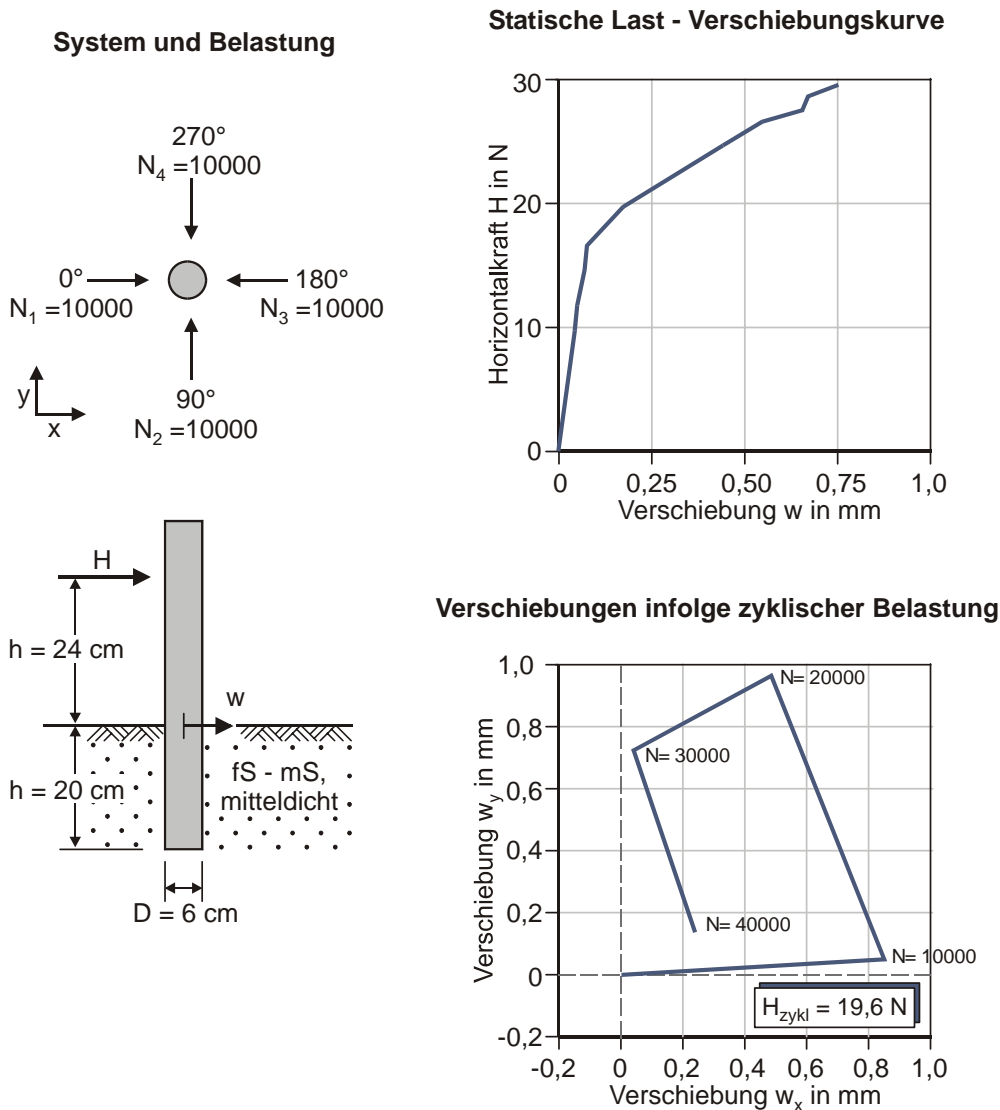 System und Belastung
270°
N4 =10000
0°
N1 =10000
180°
N3 =10000
90°
N2 =10000
y
x
H
h = 24 cm
w
h = 20 cm
fS - mS,
mitteldicht
D = 6 cm
Statische Last - Verschiebungskurve
Horizontalkraft H in N
30
20
10
0
0 0,25 0,50 0,75 1,0
Verschiebung w in mm
Verschiebungen infolge zyklischer Belastung
Verschiebung wy in mm
1,0
0,8
0,6
0,4
0,2
0
-0,2
N= 20000
N= 30000
N= 40000
N= 10000
Hzykl = 19,6 N
-0,2 0 0,2 0,4 0,6 0,8 1,0
Verschiebung wx in mm